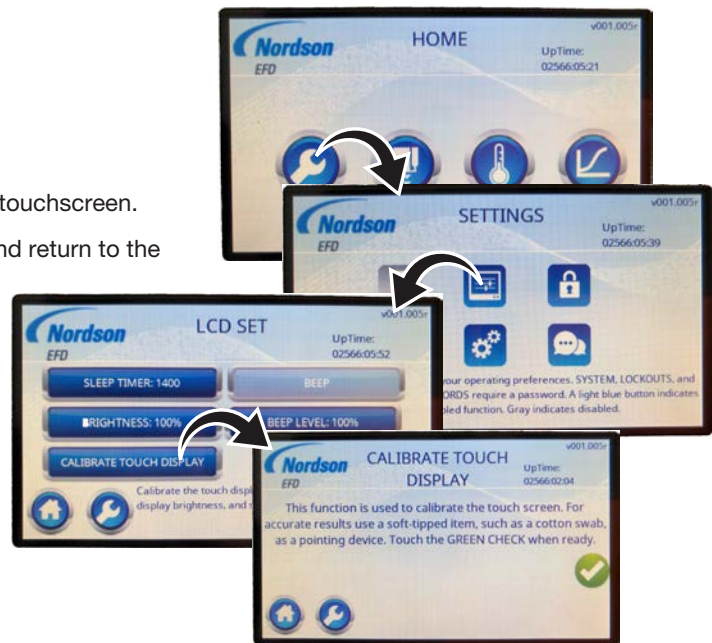 Nordson
EFD
HOME
v001.005r
UpTime:
02566:05:21
touchscreen.
nd return to the
Nordson
EFD
SETTINGS
v001.005r
UpTime:
02566:05:39
your operating preferences. SYSTEM, LOCKOUTS, and
ORDS require a password. A light blue button indicates
led function. Gray indicates disabled.
Nordson
EFD
LCD SET
v001.005r
UpTime:
02566:05:52
SLEEP TIMER: 1400
BEEP
BRIGHTNESS: 100%
BEEP LEVEL: 100%
CALIBRATE TOUCH DISPLAY
Calibrate the touch displ
display brightness, and s
Nordson
EFD
CALIBRATE TOUCH
DISPLAY
v001.005r
UpTime:
02566:02:04
This function is used to calibrate the touch screen. For
accurate results use a soft-tipped item, such as a cotton swab,
as a pointing device. Touch the GREEN CHECK when ready.